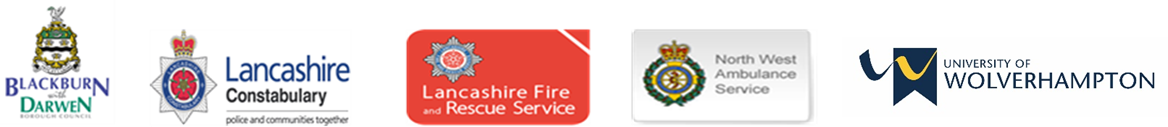 BLACKBURN
with
DARWEN
BOROUGH COUNCIL
Lancashire
Constabulary
police and communities together
Lancashire Fire
and Rescue Service
North West
Ambulance
Service
UNIVERSITY OF
WOLVERHAMPTON